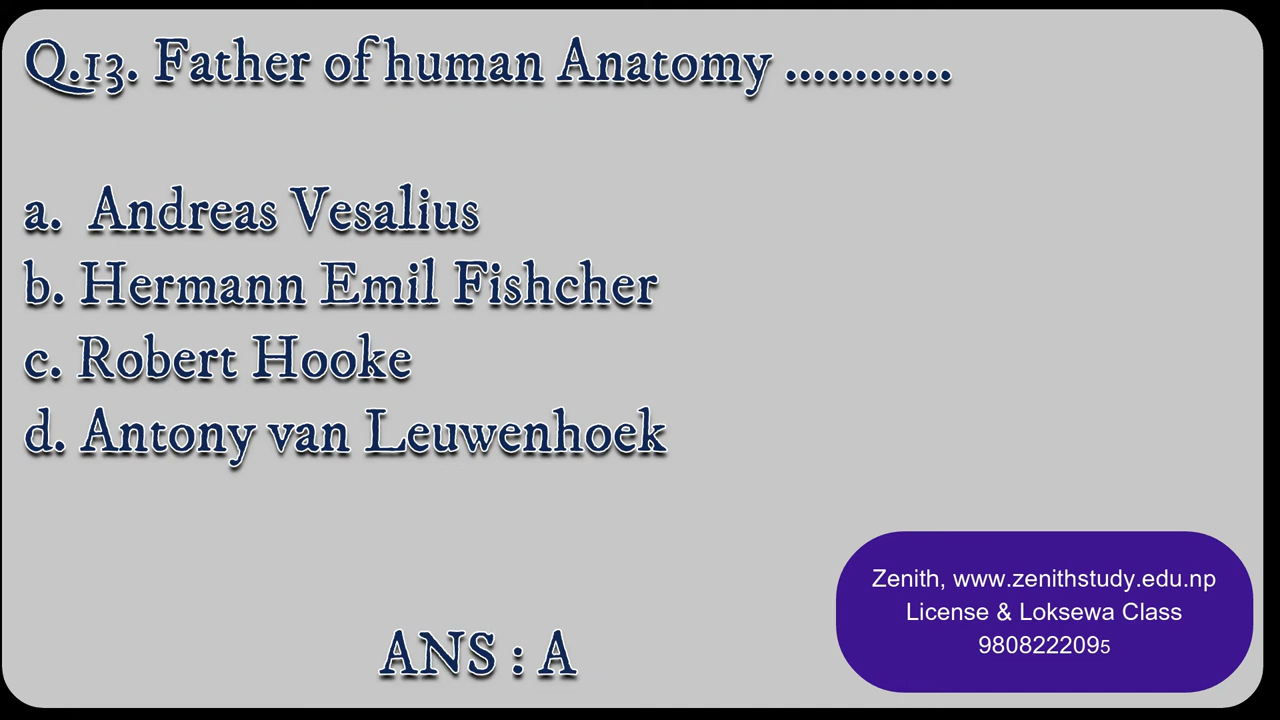 Q.13. Father of human Anatomy ............
a. Andreas Vesalius
b. Hermann Emil Fishcher
c. Robert Hooke
d. Antony van Leuwenhoek
ANS : A
Zenith, www.zenithstudy.edu.np
License & Loksewa Class
9808222095